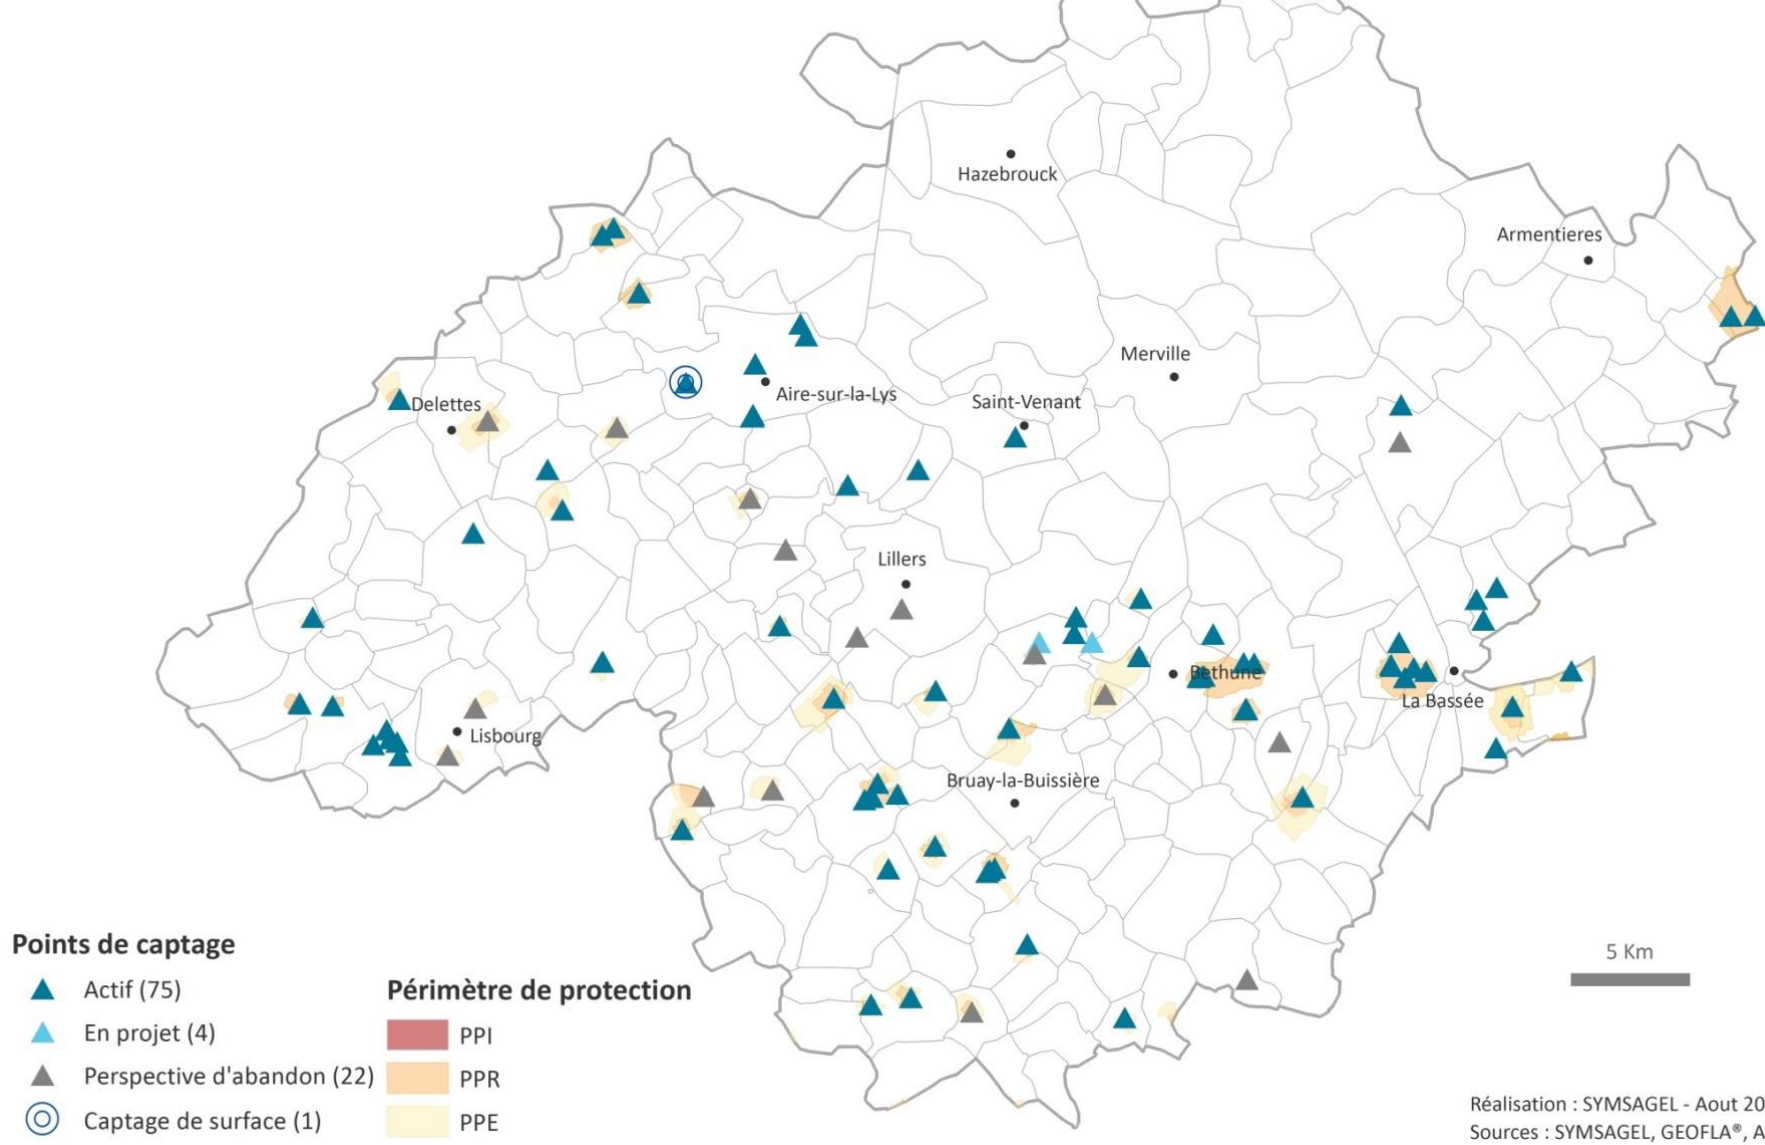 Hazebrouck
Armentieres
Merville
Aire-sur-la-Lys
Saint-Venant
Delettes
Lillers
Bethune
La Bassée
Lisbourg
Bruay-la-Buissière
Points de captage
Actif (75)
En projet (4)
Perspective d'abandon (22)
Captage de surface (1)
Périmètre de protection
PPI
PPR
PPE
5 Km
Réalisation : SYMSAGEL - Aout 20
Sources : SYMSAGEL, GEOFLA®, A